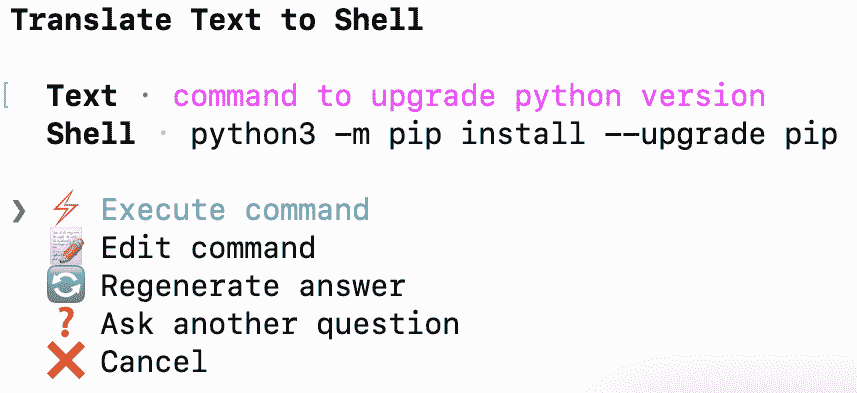 Translate Text to Shell
Text · command to upgrade python version
Shell · python3 -m pip install --upgrade pip
❯ Execute command
Edit command
Regenerate answer
Ask another question
Cancel